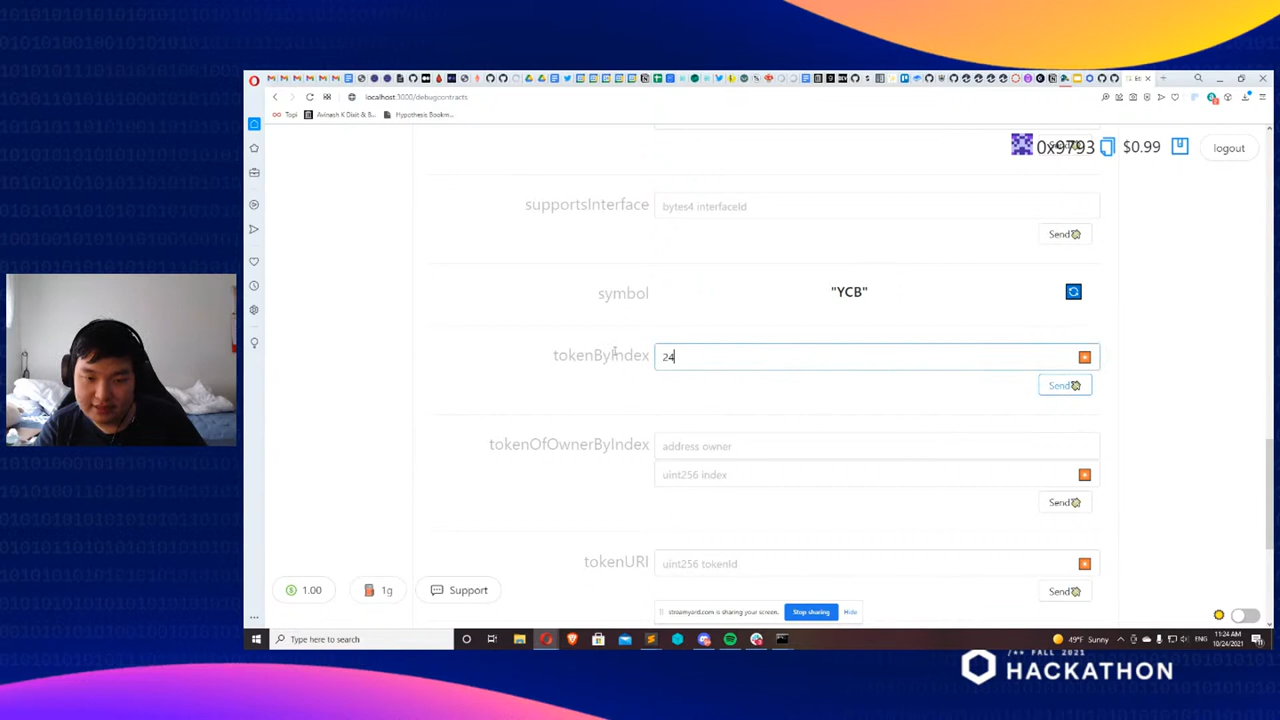 localhost:3000/debugcontracts
Topi
Avinash K Dixit & B...
Hypothesis Bookm...
0x9793
$0.99
logout
supportsInterface
bytes4 interfaceId
Send
symbol
"YCB"
tokenByIndex
24
Send
tokenOfOwnerByIndex
address owner
uint256 index
Send
tokenURI
uint256 tokenId
Send
1.00
1g
Support
streamyard.com is sharing your screen.
Stop sharing
Hide
Type here to search
49°F Sunny
ENG
11:24 AM
10/24/2021
/** FALL 2021
HACKATHON